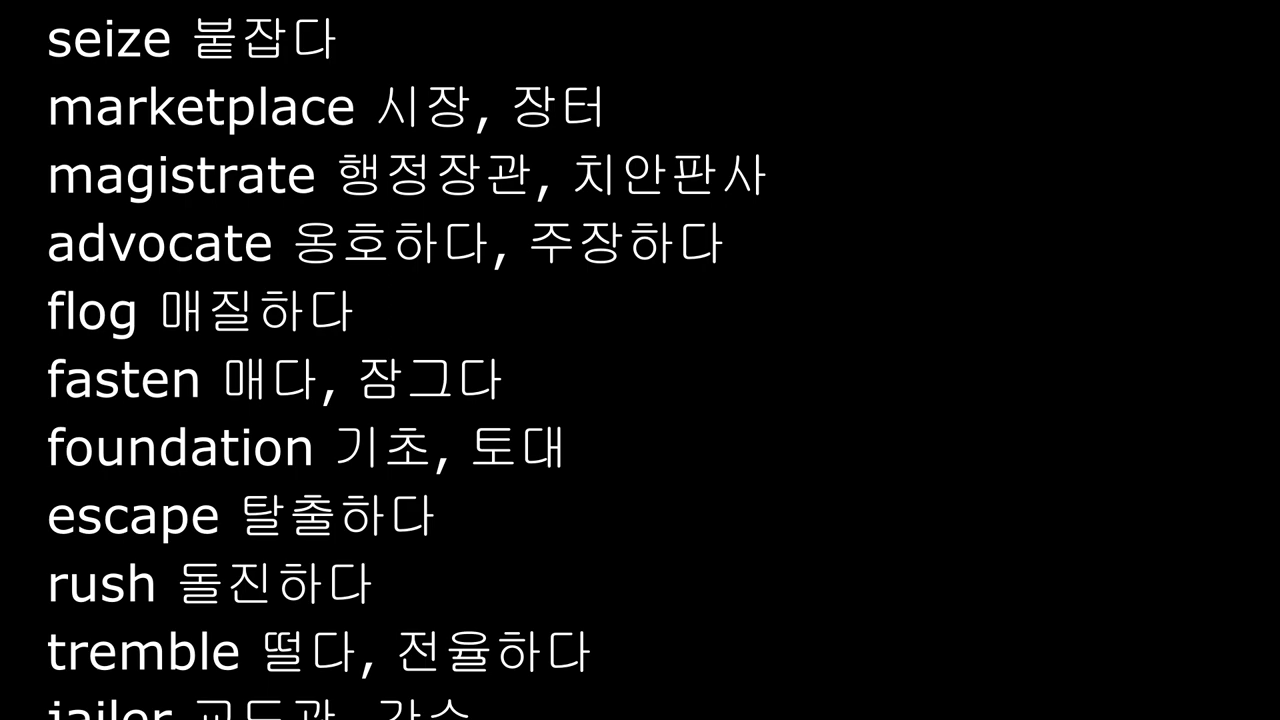 seize 붙잡다
marketplace 시장, 장터
magistrate 행정장관, 치안판사
advocate 옹호하다, 주장하다
flog 매질하다
fasten 매다, 잠그다
foundation 기초, 토대
escape 탈출하다
rush 돌진하다
tremble 떨다, 전율하다
jailer 교도관, 간수